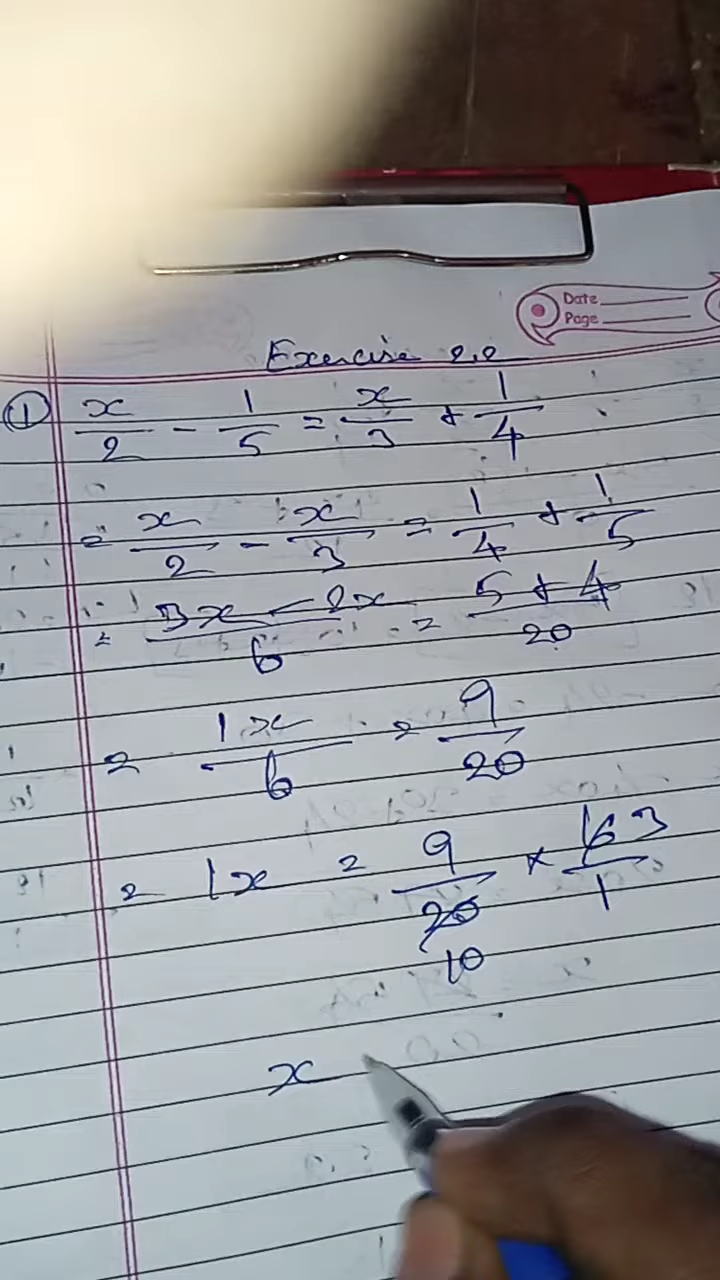 Date
Page
Exercise 2.2
① x/2 - 1/5 = x/3 + 1/4
= x/2 - x/3 = 1/4 + 1/5
= 3x - 2x/6 = 5 + 4/20
= 1x/6 = 9/20
= 1x = 9/20 10 × 6 3/1
x